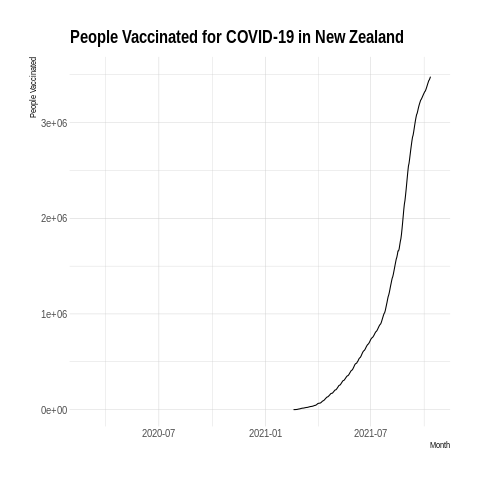 People Vaccinated for COVID-19 in New Zealand
People Vaccinated
3e+06
2e+06
1e+06
0e+00
2020-07 2021-01 2021-07
Month